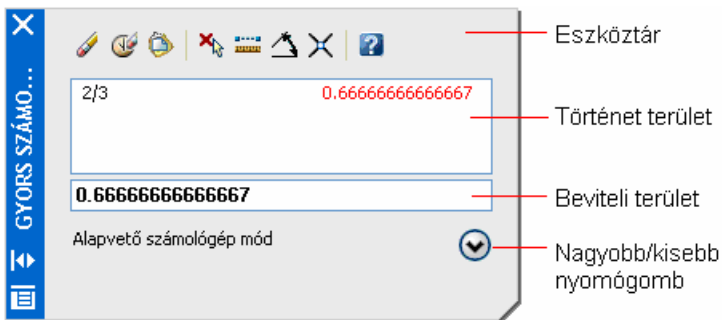 GYORS SZÁMO...
Eszköztár
2/3 0.66666666666667
Történet terület
0.66666666666667
Beviteli terület
Alapvető számológép mód
Nagyobb/kisebb
nyomógomb